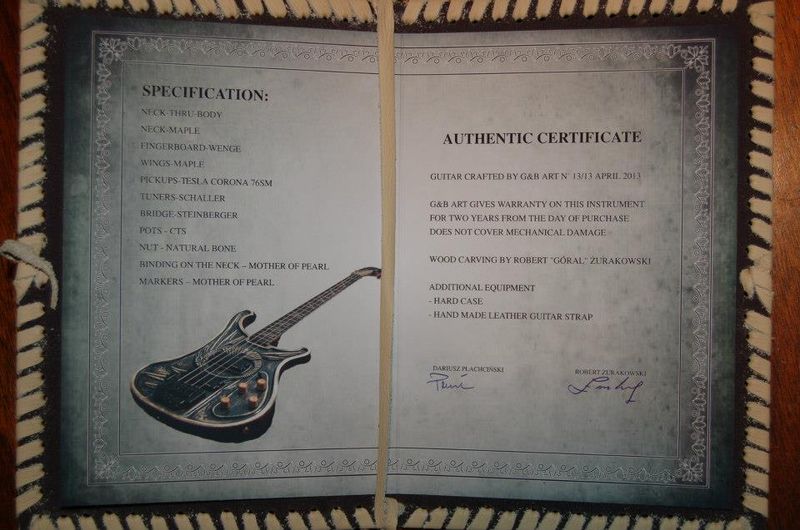 SPECIFICATION:
NECK-THRU-BODY
NECK-MAPLE
FINGERBOARD-WENGE
WINGS-MAPLE
PICKUPS-TESLA CORONA 76SM
TUNERS-SCHALLER
BRIDGE-STEINBERGER
POTS - CTS
NUT - NATURAL BONE
BINDING ON THE NECK – MOTHER OF PEARL
MARKERS – MOTHER OF PEARL
AUTHENTIC CERTIFICATE
GUITAR CRAFTED BY G&B ART N° 13/13 APRIL 2013
G&B ART GIVES WARRANTY ON THIS INSTRUMENT
FOR TWO YEARS FROM THE DAY OF PURCHASE
DOES NOT COVER MECHANICAL DAMAGE
WOOD CARVING BY ROBERT "GÓRAL" ŻURAKOWSKI
ADDITIONAL EQUIPMENT
- HARD CASE
- HAND MADE LEATHER GUITAR STRAP
DARIUSZ PŁACHCIŃSKI
ROBERT ŻURAKOWSKI